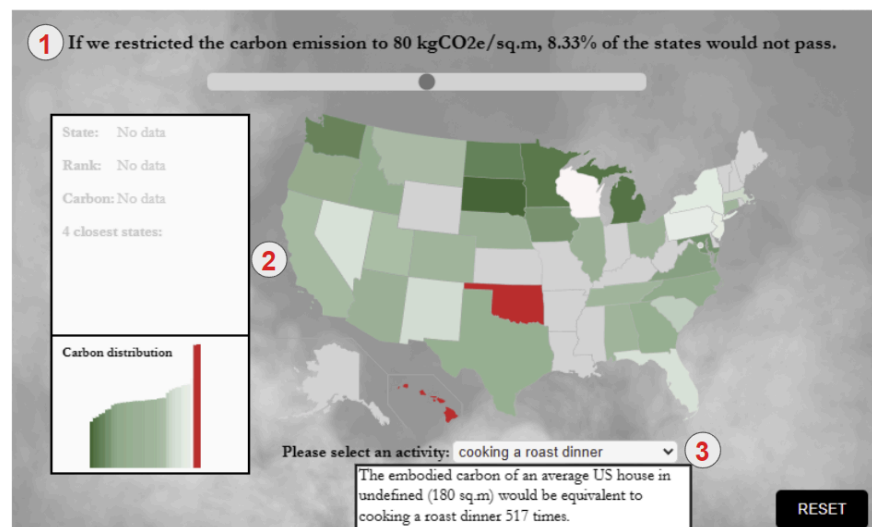 1 If we restricted the carbon emission to 80 kgCO2e/sq.m, 8.33% of the states would not pass.
State: No data
Rank: No data
Carbon: No data
4 closest states:
2
Carbon distribution
Please select an activity: cooking a roast dinner 3
The embodied carbon of an average US house in
undefined (180 sq.m) would be equivalent to
cooking a roast dinner 517 times.
RESET